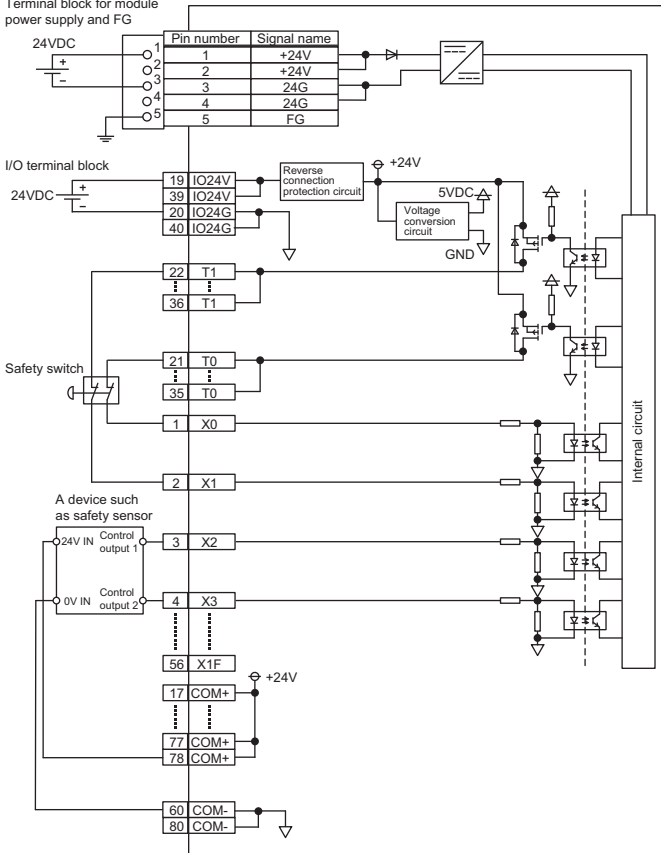 Terminal block for module
power supply and FG
24VDC
+
−
1
2
3
4
5
Pin number Signal name
1 +24V
2 +24V
3 24G
4 24G
5 FG
I/O terminal block
24VDC
+
−
19 IO24V
39 IO24V
20 IO24G
40 IO24G
Reverse
connection
protection circuit
+24V
Voltage
conversion
circuit
5VDC
GND
22 T1
36 T1
Safety switch
21 T0
35 T0
1 X0
2 X1
A device such
as safety sensor
24V IN
Control
output 1
0V IN
Control
output 2
3 X2
4 X3
56 X1F
17 COM+
+24V
77 COM+
78 COM+
60 COM-
80 COM-
Internal circuit